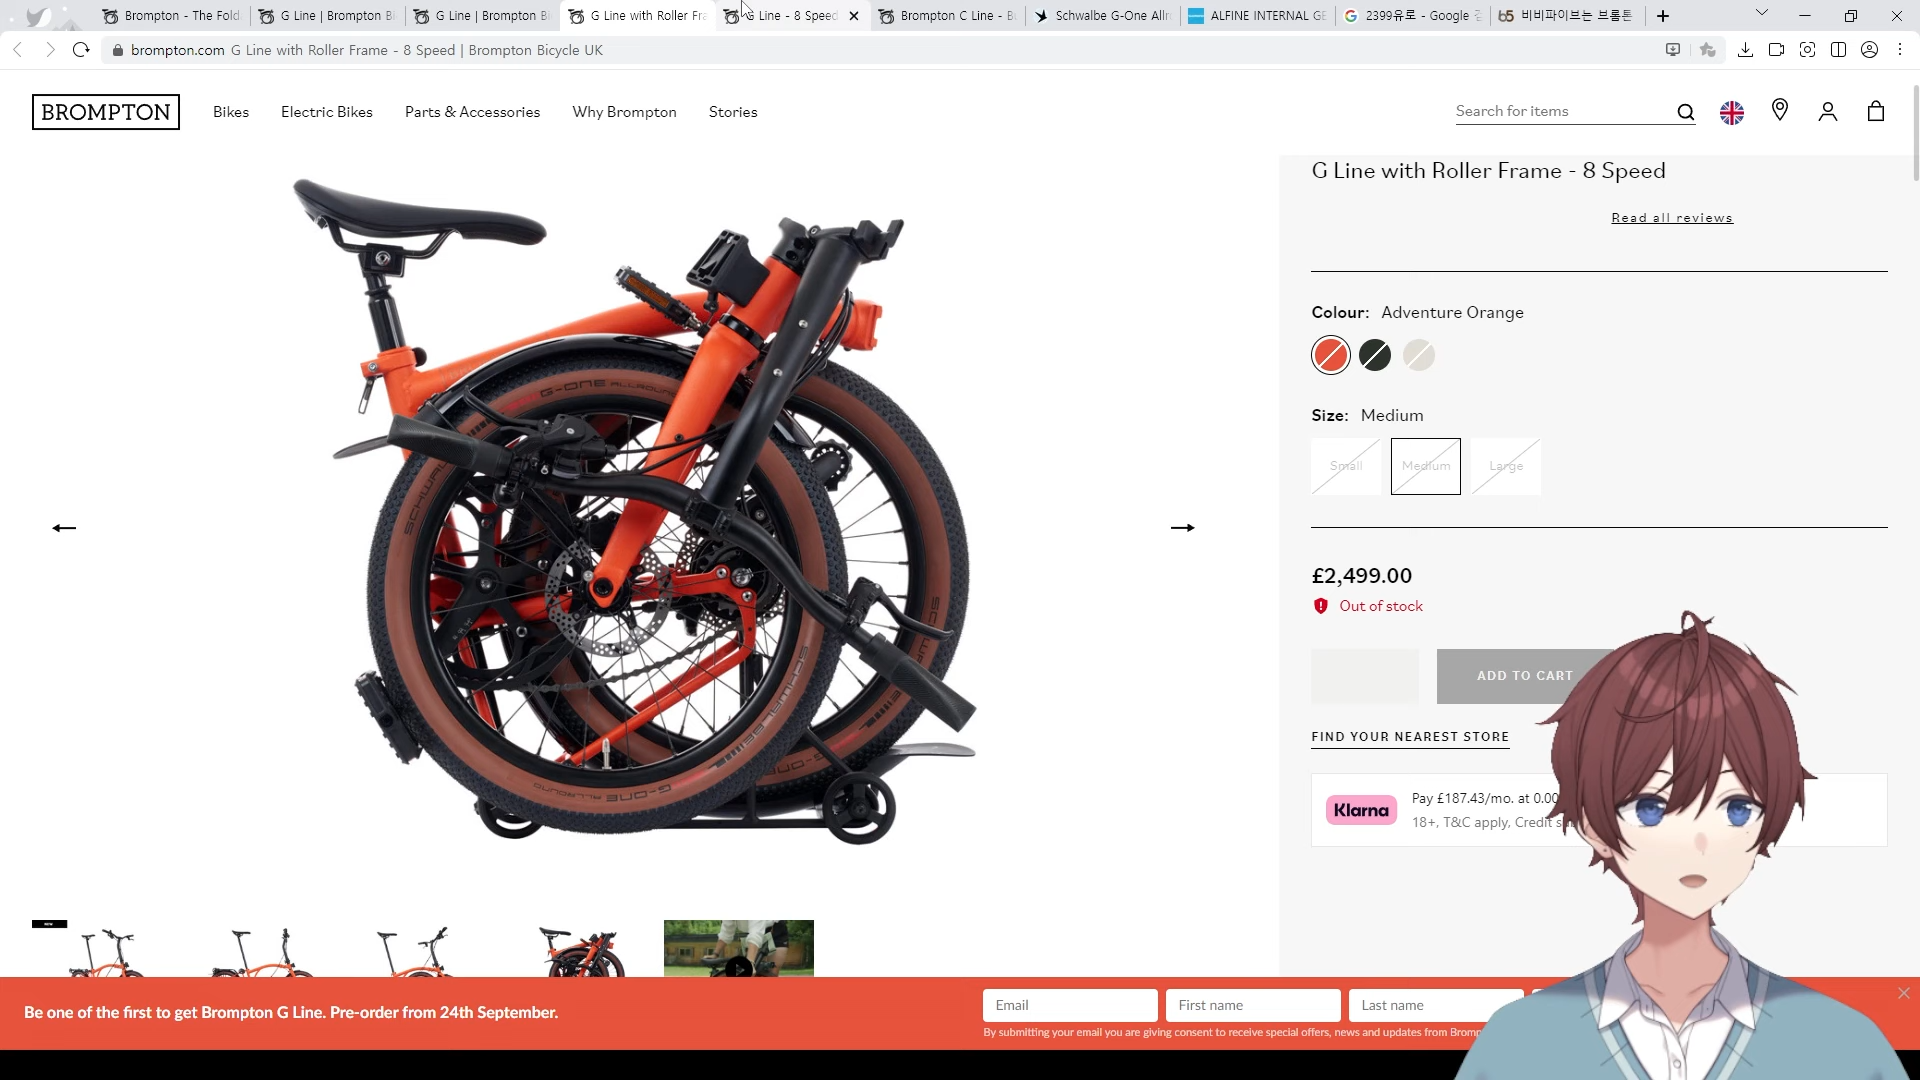 Brompton - The Fold
G Line | Brompton Bi
G Line | Brompton Bi
G Line with Roller Fra
G Line - 8 Speed
Brompton C Line - B
Schwalbe G-One Allr
ALFINE INTERNAL GE
2399유로 - Google
b5 비비파이브는 브롬톤
brompton.com G Line with Roller Frame - 8 Speed | Brompton Bicycle UK
BROMPTON
Bikes
Electric Bikes
Parts & Accessories
Why Brompton
Stories
Search for items
G Line with Roller Frame - 8 Speed
Read all reviews
Colour: Adventure Orange
Size: Medium
Small
Medium
Large
£2,499.00
Out of stock
ADD TO CART
FIND YOUR NEAREST STORE
Klarna
Pay £187.43/mo. at 0.00
18+, T&C apply, Credit
G-ONE ALLROUND
SCHWALBE
G-ONE ALLROUND
Be one of the first to get Brompton G Line. Pre-order from 24th September.
Email
First name
Last name
By submitting your email you are giving consent to receive special offers, news and updates from Bromp